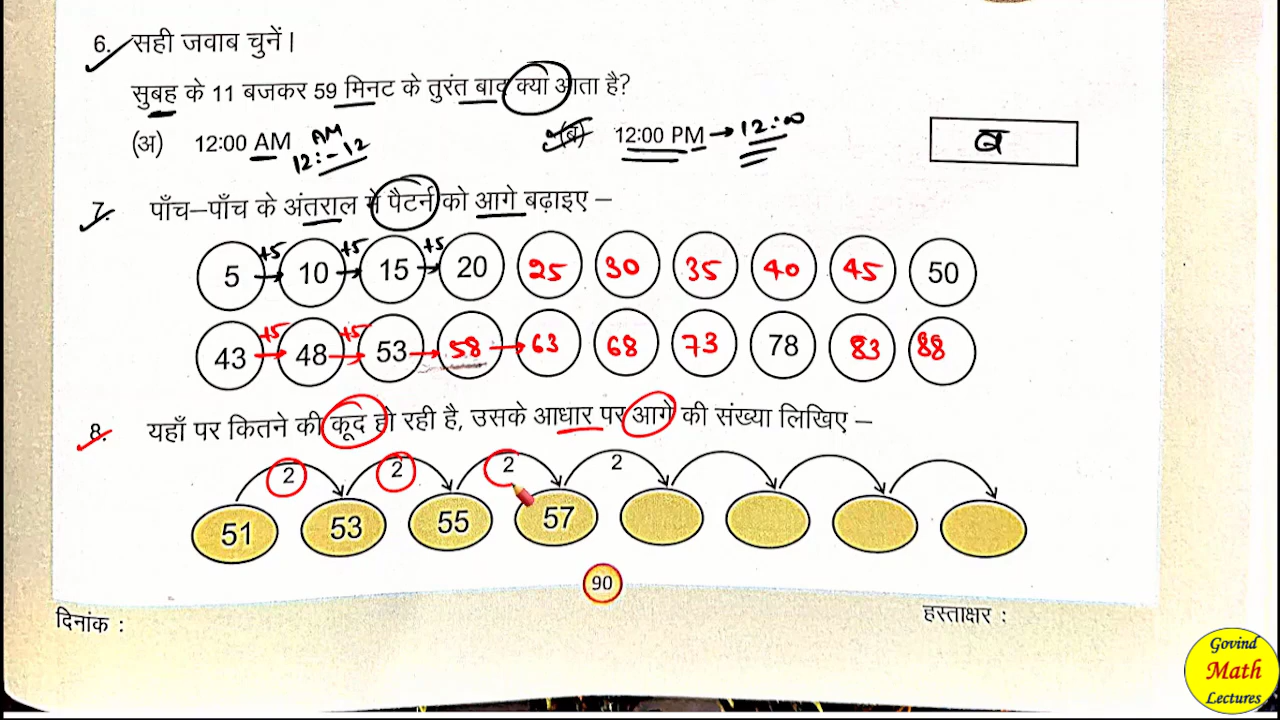 6. सही जवाब चुनें।
सुबह के 11 बजकर 59 मिनट के तुरंत बाद क्या आता है?
(अ) 12:00 AM AM 12:-12 (ब) 12:00 PM → 12:00 ब
7. पाँच–पाँच के अंतराल से पैटर्न को आगे बढ़ाइए –
+5 +5 +5
5 10 15 20 25 30 35 40 45 50
+5 +5
43 48 53 58 63 68 73 78 83 88
8. यहाँ पर कितने की कूद हो रही है, उसके आधार पर आगे की संख्या लिखिए –
2 2 2 2
51 53 55 57
90
दिनांक : हस्ताक्षर :
Govind
Math
Lectures